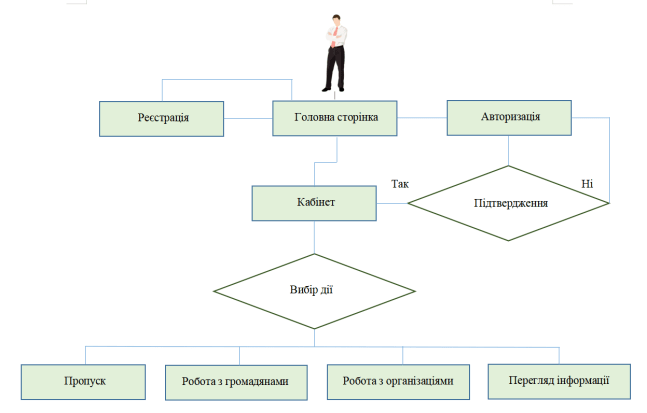 Реєстрація
Головна сторінка
Авторизація
Так
Ні
Кабінет
Підтвердження
Вибір дії
Пропуск
Робота з громадянами
Робота з організаціями
Перегляд інформації